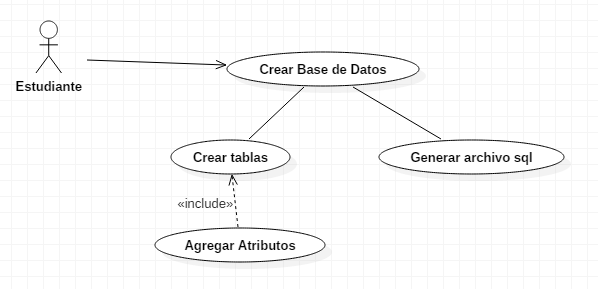 Estudiante
Crear Base de Datos
Crear tablas
Generar archivo sql
«include»
Agregar Atributos